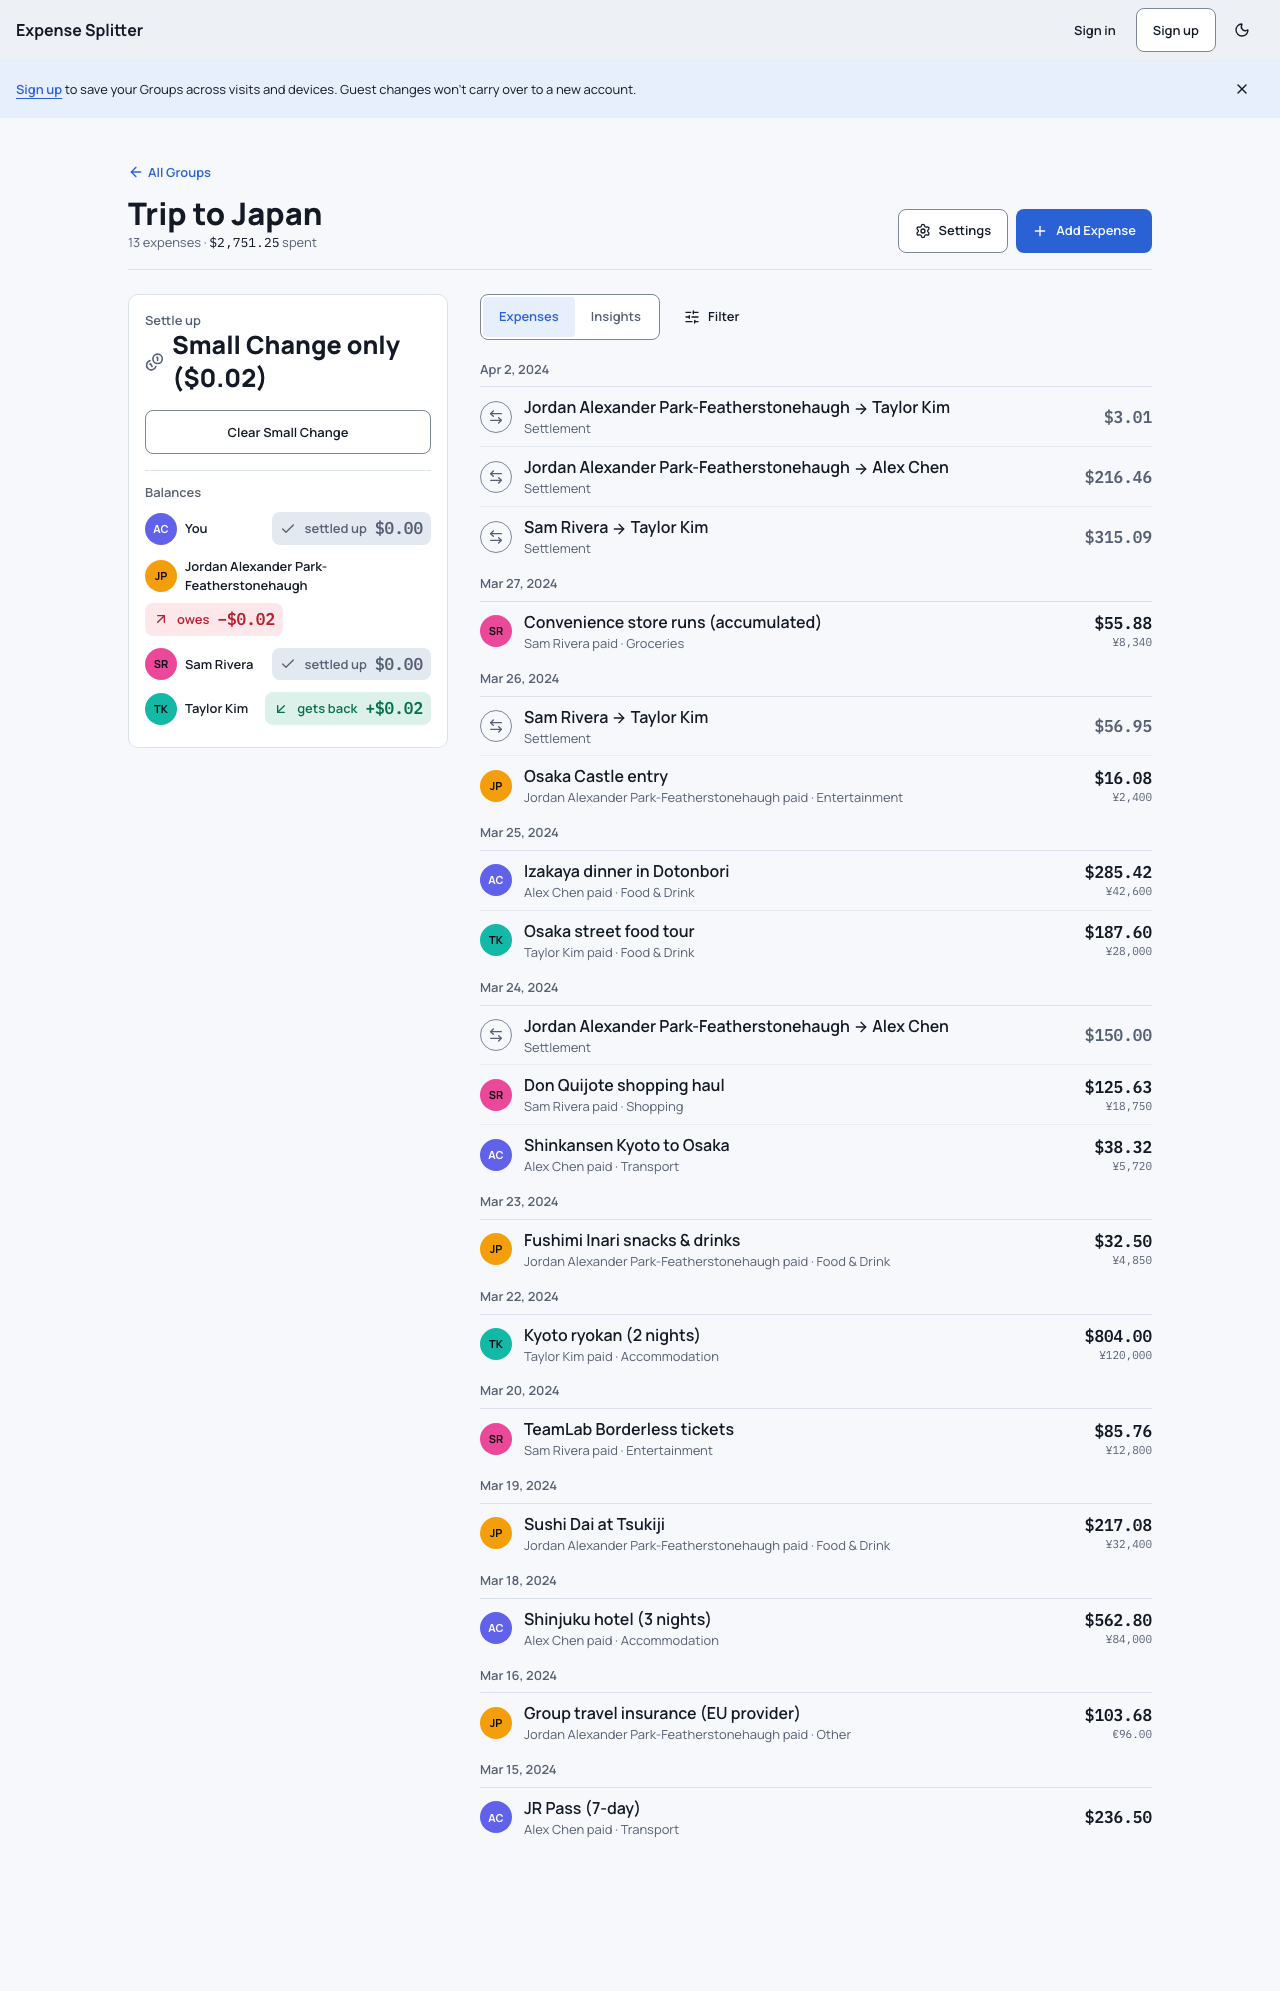 Expense Splitter
Sign in
Sign up
Sign up to save your Groups across visits and devices. Guest changes won't carry over to a new account.
All Groups
Trip to Japan
13 expenses · $2,751.25 spent
Settings
Add Expense
Settle up
Small Change only
($0.02)
Clear Small Change
Balances
AC You settled up $0.00
JP Jordan Alexander Park-
Featherstonehaugh
owes −$0.02
SR Sam Rivera settled up $0.00
TK Taylor Kim gets back +$0.02
Expenses
Insights
Filter
Apr 2, 2024
Jordan Alexander Park-Featherstonehaugh → Taylor Kim
Settlement
$3.01
Jordan Alexander Park-Featherstonehaugh → Alex Chen
Settlement
$216.46
Sam Rivera → Taylor Kim
Settlement
$315.09
Mar 27, 2024
SR
Convenience store runs (accumulated)
Sam Rivera paid · Groceries
$55.88
¥8,340
Mar 26, 2024
Sam Rivera → Taylor Kim
Settlement
$56.95
JP
Osaka Castle entry
Jordan Alexander Park-Featherstonehaugh paid · Entertainment
$16.08
¥2,400
Mar 25, 2024
AC
Izakaya dinner in Dotonbori
Alex Chen paid · Food & Drink
$285.42
¥42,600
TK
Osaka street food tour
Taylor Kim paid · Food & Drink
$187.60
¥28,000
Mar 24, 2024
Jordan Alexander Park-Featherstonehaugh → Alex Chen
Settlement
$150.00
SR
Don Quijote shopping haul
Sam Rivera paid · Shopping
$125.63
¥18,750
AC
Shinkansen Kyoto to Osaka
Alex Chen paid · Transport
$38.32
¥5,720
Mar 23, 2024
JP
Fushimi Inari snacks & drinks
Jordan Alexander Park-Featherstonehaugh paid · Food & Drink
$32.50
¥4,850
Mar 22, 2024
TK
Kyoto ryokan (2 nights)
Taylor Kim paid · Accommodation
$804.00
¥120,000
Mar 20, 2024
SR
TeamLab Borderless tickets
Sam Rivera paid · Entertainment
$85.76
¥12,800
Mar 19, 2024
JP
Sushi Dai at Tsukiji
Jordan Alexander Park-Featherstonehaugh paid · Food & Drink
$217.08
¥32,400
Mar 18, 2024
AC
Shinjuku hotel (3 nights)
Alex Chen paid · Accommodation
$562.80
¥84,000
Mar 16, 2024
JP
Group travel insurance (EU provider)
Jordan Alexander Park-Featherstonehaugh paid · Other
$103.68
€96.00
Mar 15, 2024
AC
JR Pass (7-day)
Alex Chen paid · Transport
$236.50